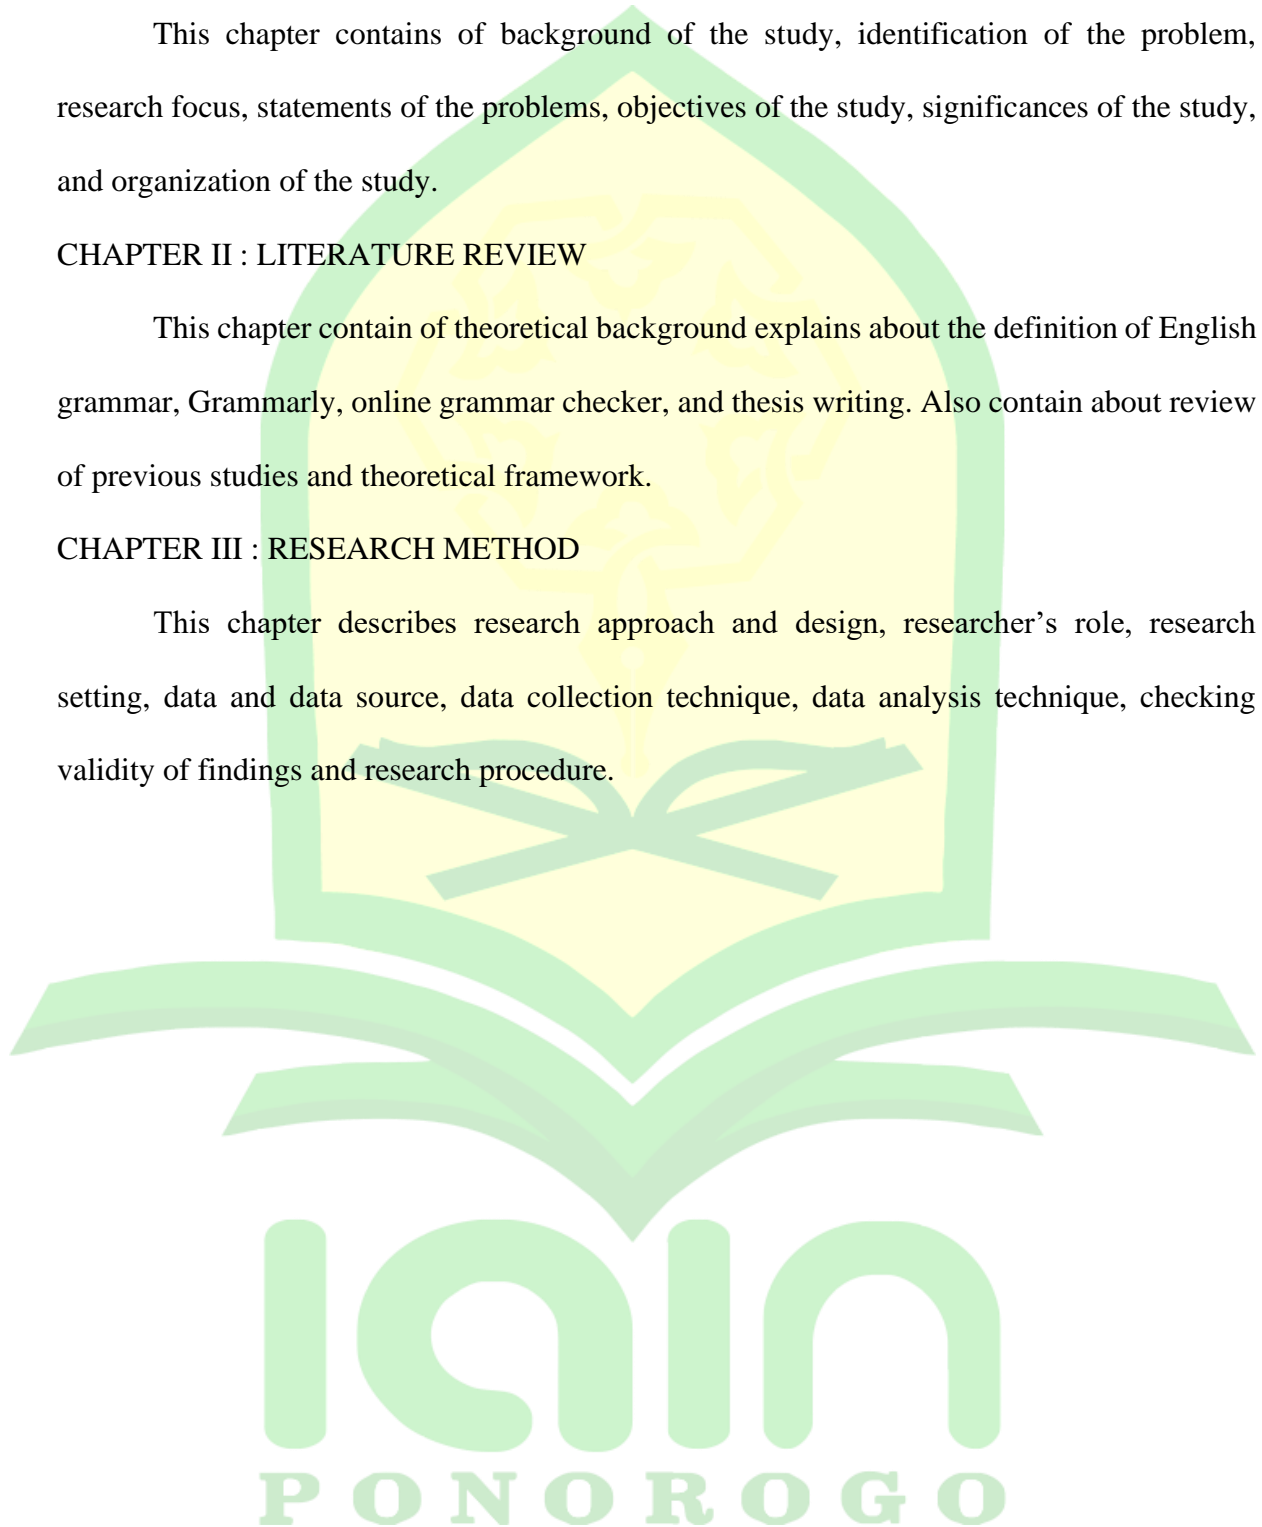 This chapter contains of background of the study, identification of the problem,
research focus, statements of the problems, objectives of the study, significances of the study,
and organization of the study.
CHAPTER II : LITERATURE REVIEW
This chapter contain of theoretical background explains about the definition of English
grammar, Grammarly, online grammar checker, and thesis writing. Also contain about review
of previous studies and theoretical framework.
CHAPTER III : RESEARCH METHOD
This chapter describes research approach and design, researcher’s role, research
setting, data and data source, data collection technique, data analysis technique, checking
validity of findings and research procedure.
iain
PONOROGO